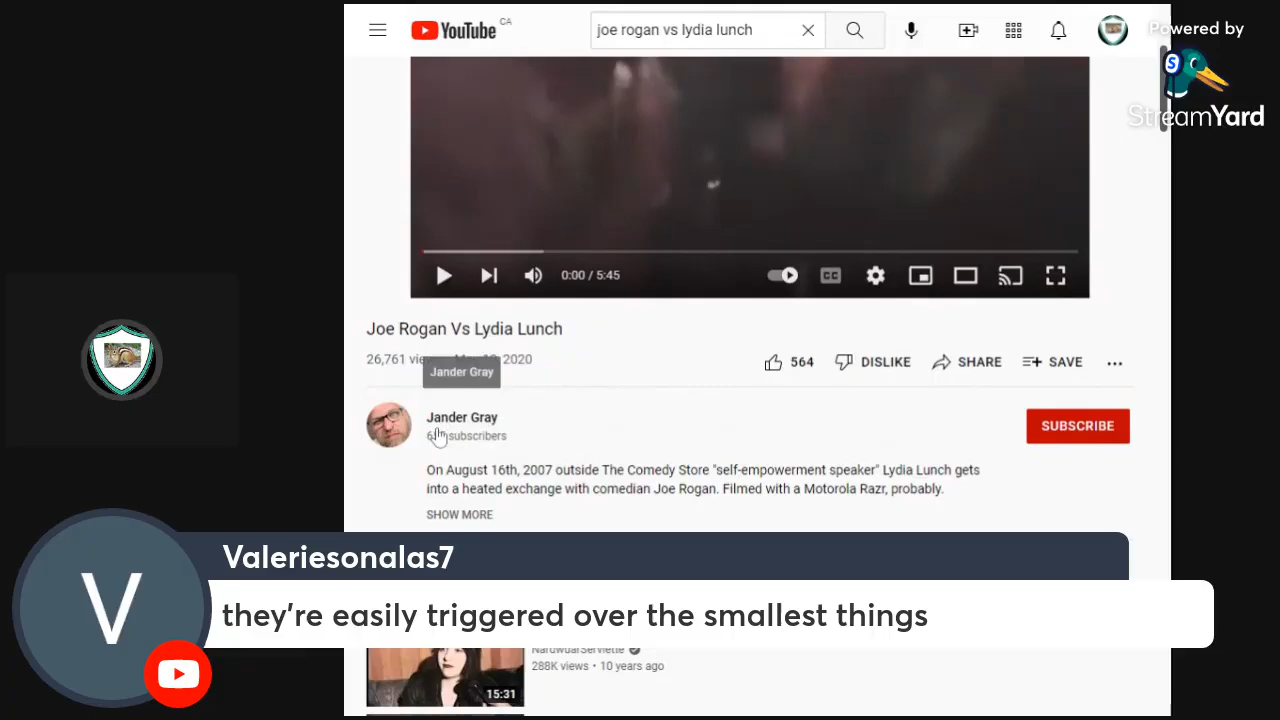 YouTube CA
joe rogan vs lydia lunch
Powered by
S
StreamYard
0:00 / 5:45
CC
Joe Rogan Vs Lydia Lunch
26,761 2020
564 DISLIKE SHARE SAVE
Jander Gray
Jander Gray
subscribers
SUBSCRIBE
On August 16th, 2007 outside The Comedy Store "self-empowerment speaker" Lydia Lunch gets
into a heated exchange with comedian Joe Rogan. Filmed with a Motorola Razr, probably.
SHOW MORE
Valeriesonalas7
V
they're easily triggered over the smallest things
NardwuarServiette
288K views • 10 years ago
15:31